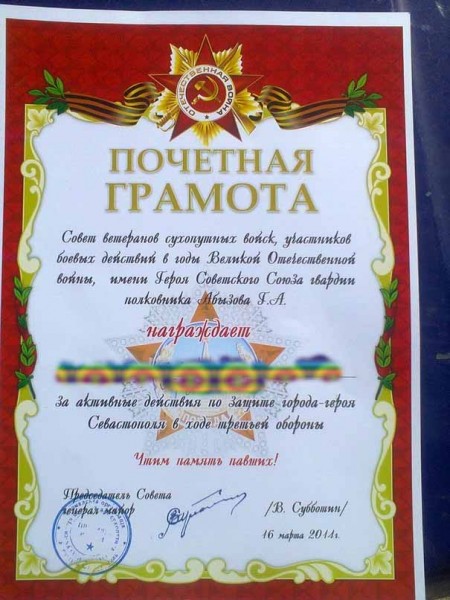 ОТЕЧЕСТВЕННАЯ ВОЙНА
ПОЧЕТНАЯ
ГРАМОТА
Совет ветеранов сухопутных войск, участников
боевых действий в годы Великой Отечественной
войны, имени Героя Советского Союза гвардии
полковника Абызова Г.А.
награждает
За активные действия по защите города-героя
Севастополя в ходе третьей обороны
Чтим память павших!
Председатель Совета
генерал-майор
/В. Субботин/
16 марта 2014г.